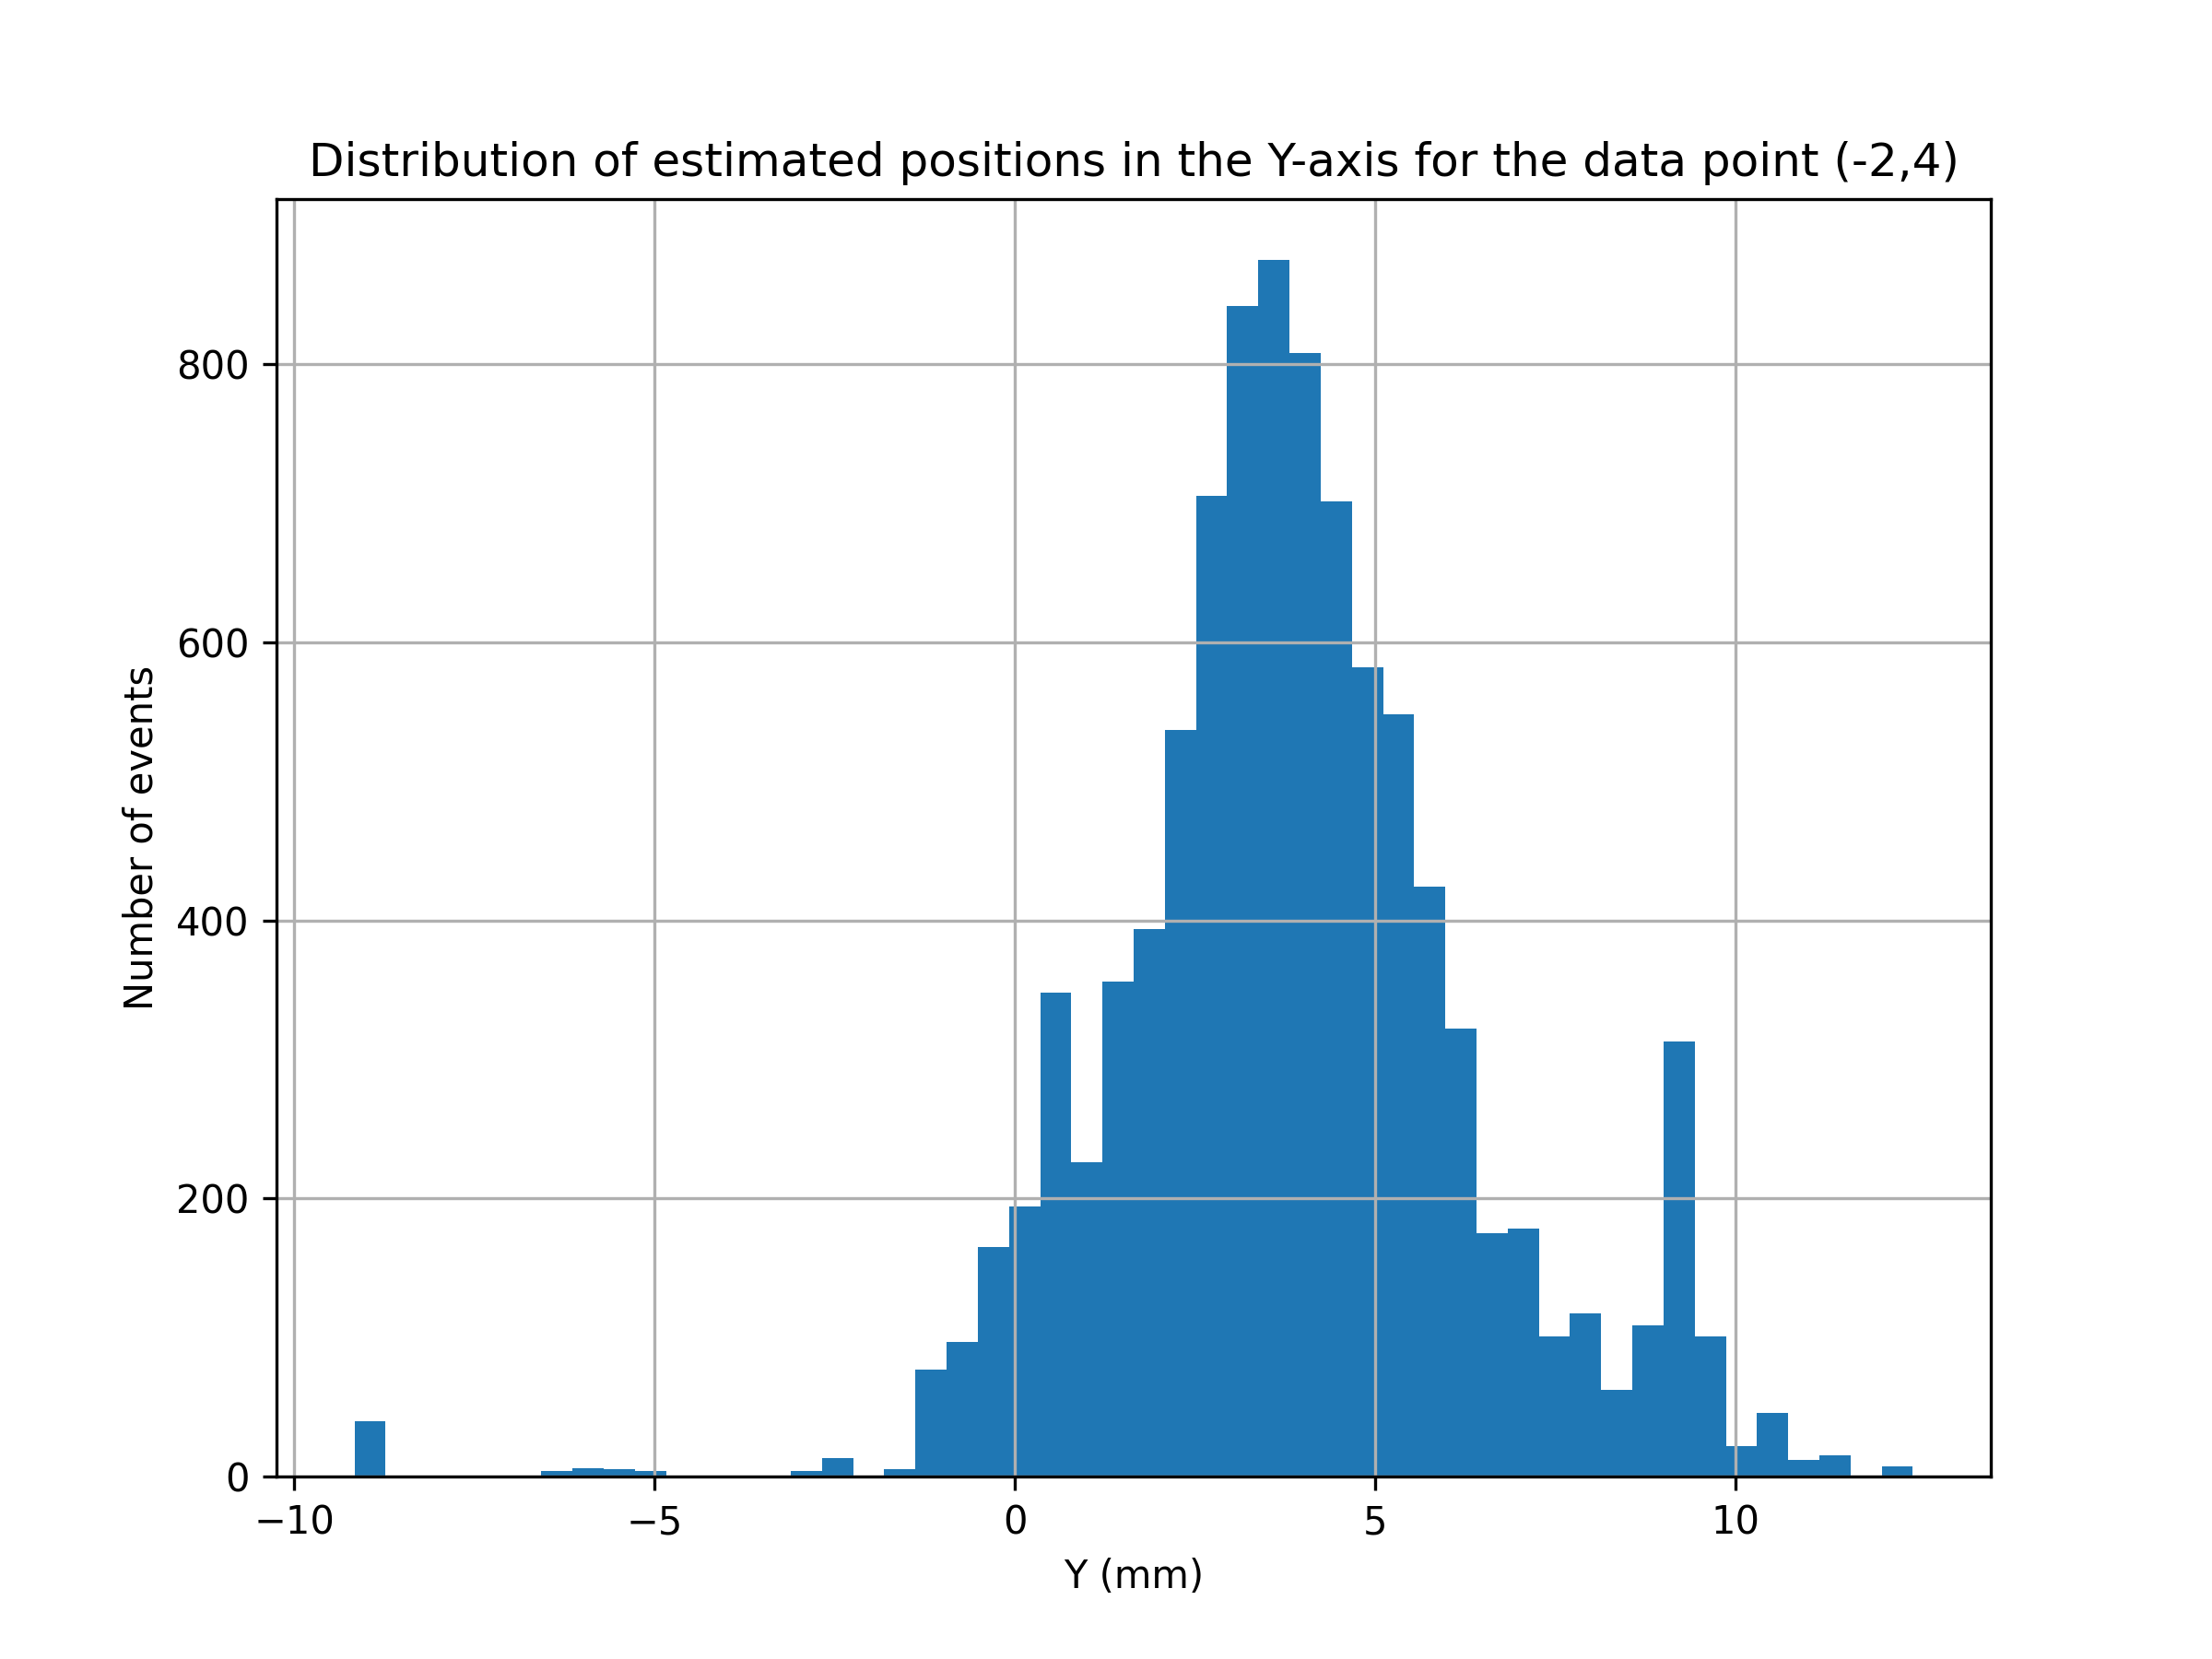 Distribution of estimated positions in the Y-axis for the data point (-2,4)
Number of events
800
600
400
200
0
−10 −5 0 5 10
Y (mm)